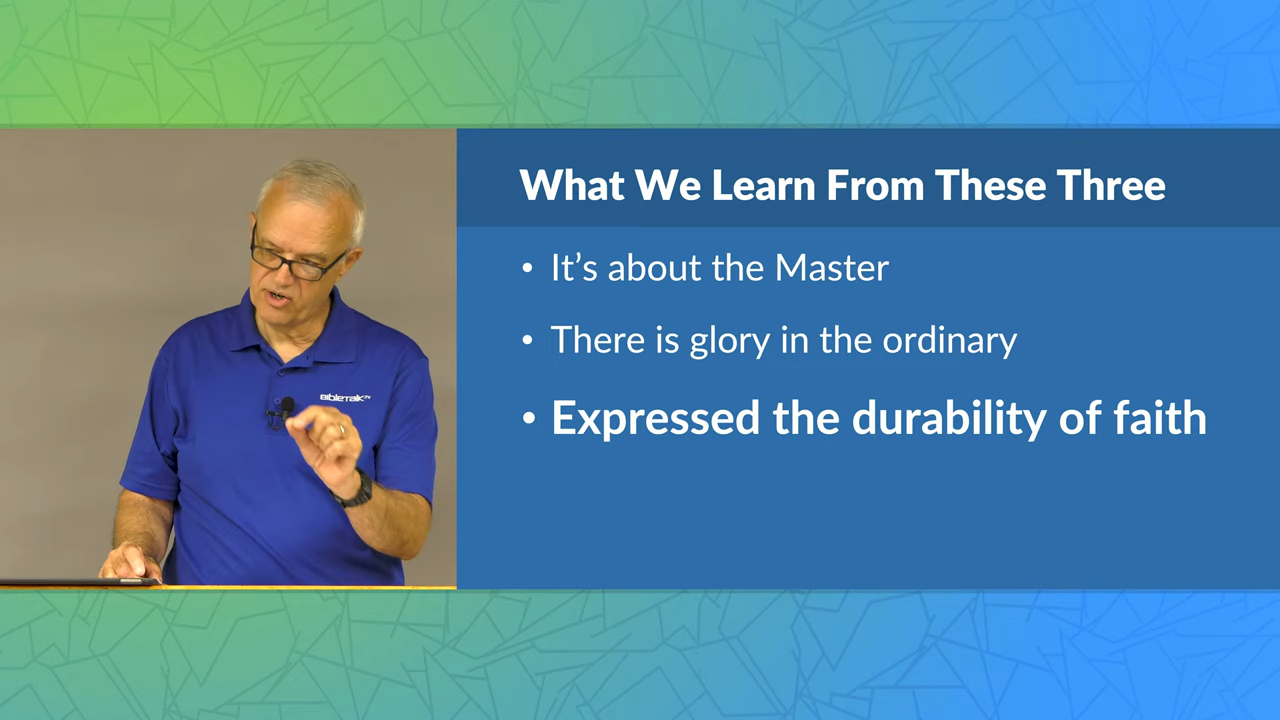 What We Learn From These Three
• It's about the Master
• There is glory in the ordinary
• Expressed the durability of faith
BibleTalk TV